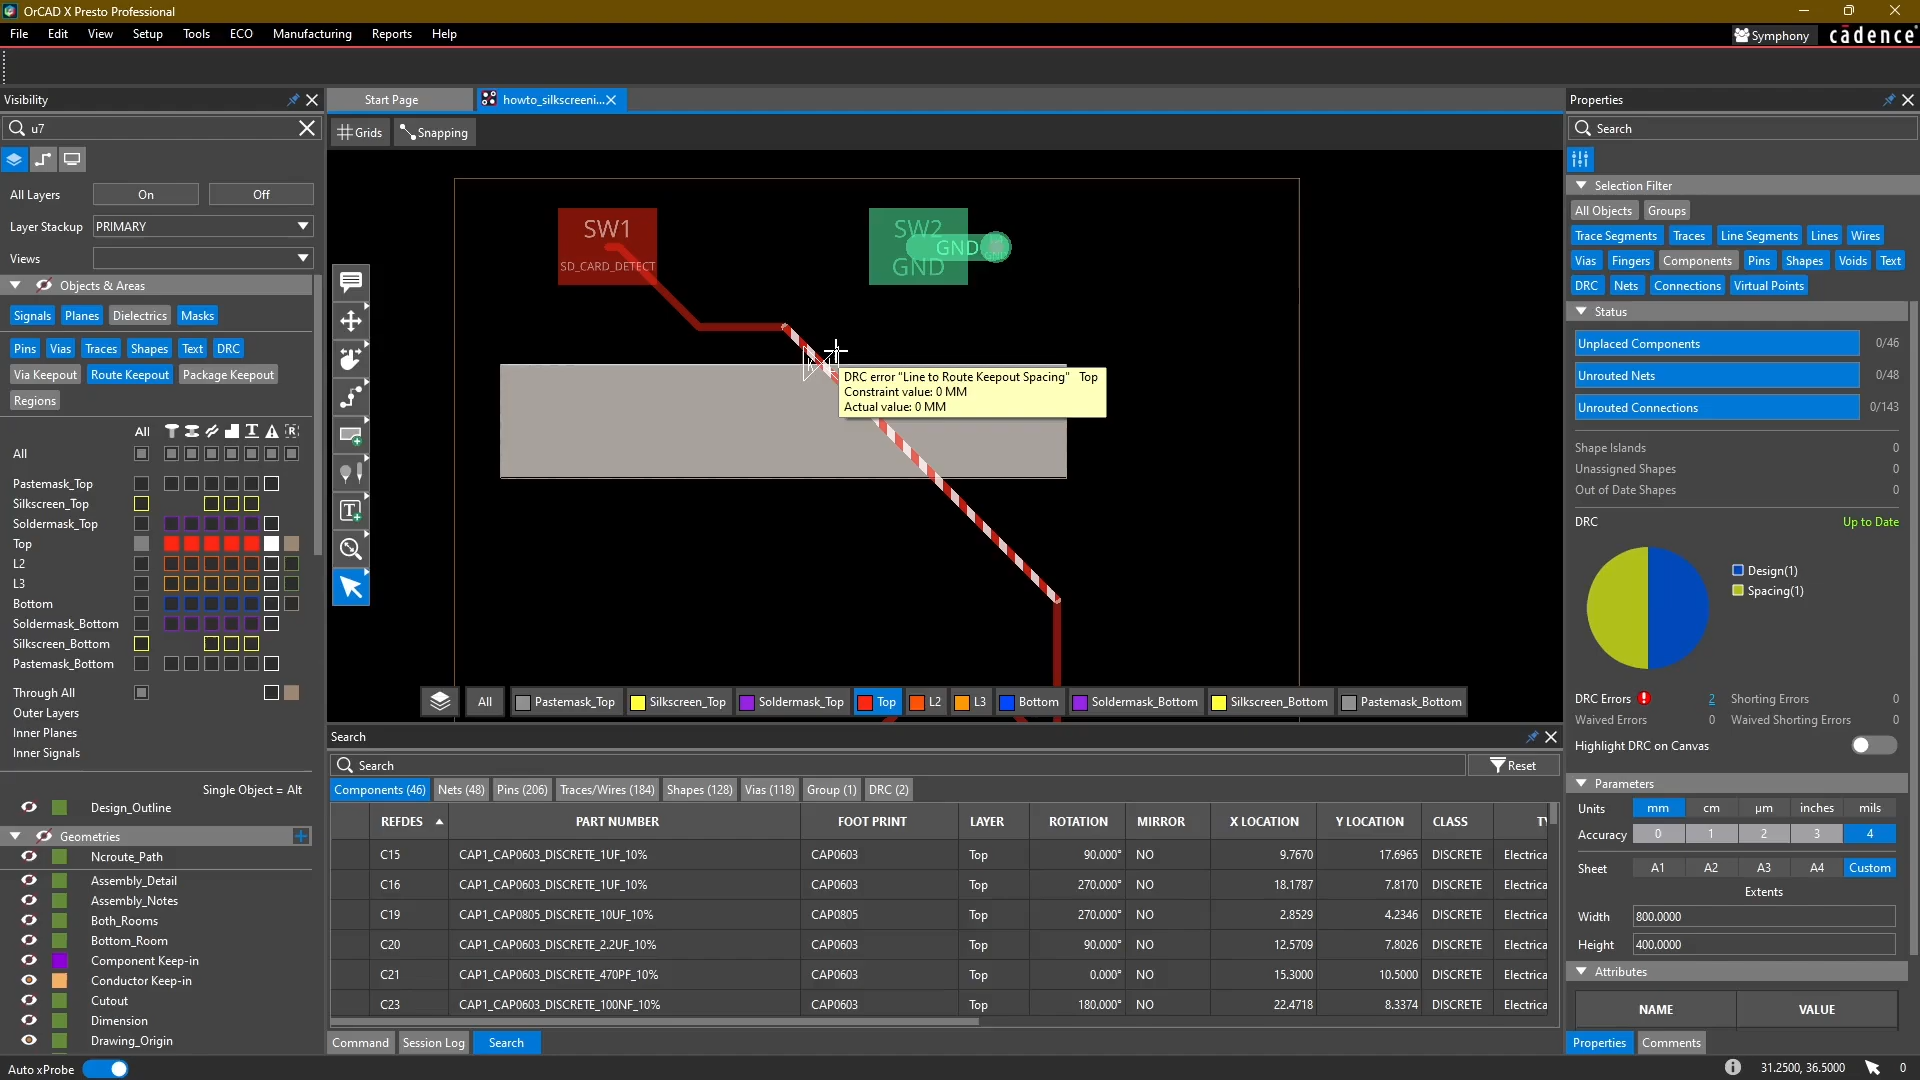 OrCAD X Presto Professional
File Edit View Setup Tools ECO Manufacturing Reports Help
Symphony cādence
Visibility
u7
All Layers On Off
Layer Stackup PRIMARY
Views
Objects & Areas
Signals Planes Dielectrics Masks
Pins Vias Traces Shapes Text DRC
Via Keepout Route Keepout Package Keepout
Regions
All
All
Pastemask_Top
Silkscreen_Top
Soldermask_Top
Top
L2
L3
Bottom
Soldermask_Bottom
Silkscreen_Bottom
Pastemask_Bottom
Through All
Outer Layers
Inner Planes
Inner Signals
Single Object = Alt
Design_Outline
Geometries
Ncroute_Path
Assembly_Detail
Assembly_Notes
Both_Rooms
Bottom_Room
Component Keep-in
Conductor Keep-in
Cutout
Dimension
Drawing_Origin
Auto xProbe
Start Page howto_silkscreeni...
Grids Snapping
SW1
SD_CARD_DETECT
SW2
GND
GND
DRC error "Line to Route Keepout Spacing" Top
Constraint value: 0 MM
Actual value: 0 MM
All Pastemask_Top Silkscreen_Top Soldermask_Top Top L2 L3 Bottom Soldermask_Bottom Silkscreen_Bottom Pastemask_Bottom
Search
Search Reset
Components (46) Nets (48) Pins (206) Traces/Wires (184) Shapes (128) Vias (118) Group (1) DRC (2)
REFDES PART NUMBER FOOT PRINT LAYER ROTATION MIRROR X LOCATION Y LOCATION CLASS TY
C15 CAP1_CAP0603_DISCRETE_1UF_10% CAP0603 Top 90.000° NO 9.7670 17.6965 DISCRETE Electrica
C16 CAP1_CAP0603_DISCRETE_1UF_10% CAP0603 Top 270.000° NO 18.1787 7.8170 DISCRETE Electrica
C19 CAP1_CAP0805_DISCRETE_10UF_10% CAP0805 Top 270.000° NO 2.8529 4.2346 DISCRETE Electrica
C20 CAP1_CAP0603_DISCRETE_2.2UF_10% CAP0603 Top 90.000° NO 12.5709 7.8026 DISCRETE Electrica
C21 CAP1_CAP0603_DISCRETE_470PF_10% CAP0603 Top 0.000° NO 15.3000 10.5000 DISCRETE Electrica
C23 CAP1_CAP0603_DISCRETE_100NF_10% CAP0603 Top 180.000° NO 22.4718 8.3374 DISCRETE Electrica
Command Session Log Search
Properties
Search
Selection Filter
All Objects Groups
Trace Segments Traces Line Segments Lines Wires
Vias Fingers Components Pins Shapes Voids Text
DRC Nets Connections Virtual Points
Status
Unplaced Components 0/46
Unrouted Nets 0/48
Unrouted Connections 0/143
Shape Islands 0
Unassigned Shapes 0
Out of Date Shapes 0
DRC Up to Date
Design(1)
Spacing(1)
DRC Errors 2 Shorting Errors 0
Waived Errors 0 Waived Shorting Errors 0
Highlight DRC on Canvas
Parameters
Units mm cm µm inches mils
Accuracy 0 1 2 3 4
Sheet A1 A2 A3 A4 Custom
Extents
Width 800.0000
Height 400.0000
Attributes
NAME VALUE
Properties Comments
31.2500, 36.5000 0